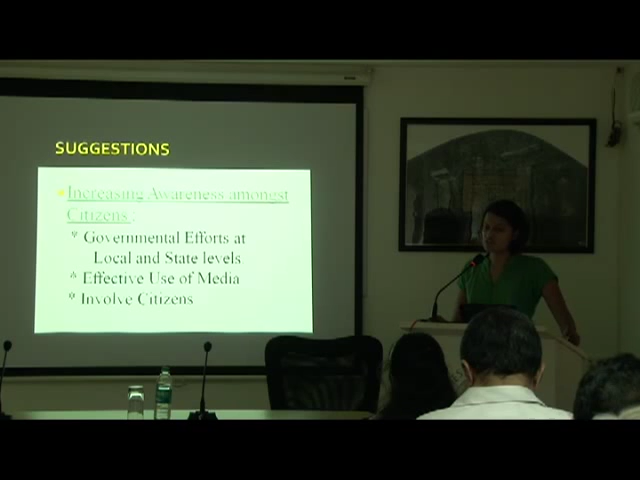 SUGGESTIONS
Increasing Awareness amongst
Citizens :
* Governmental Efforts at
Local and State levels
* Effective Use of Media
* Involve Citizens